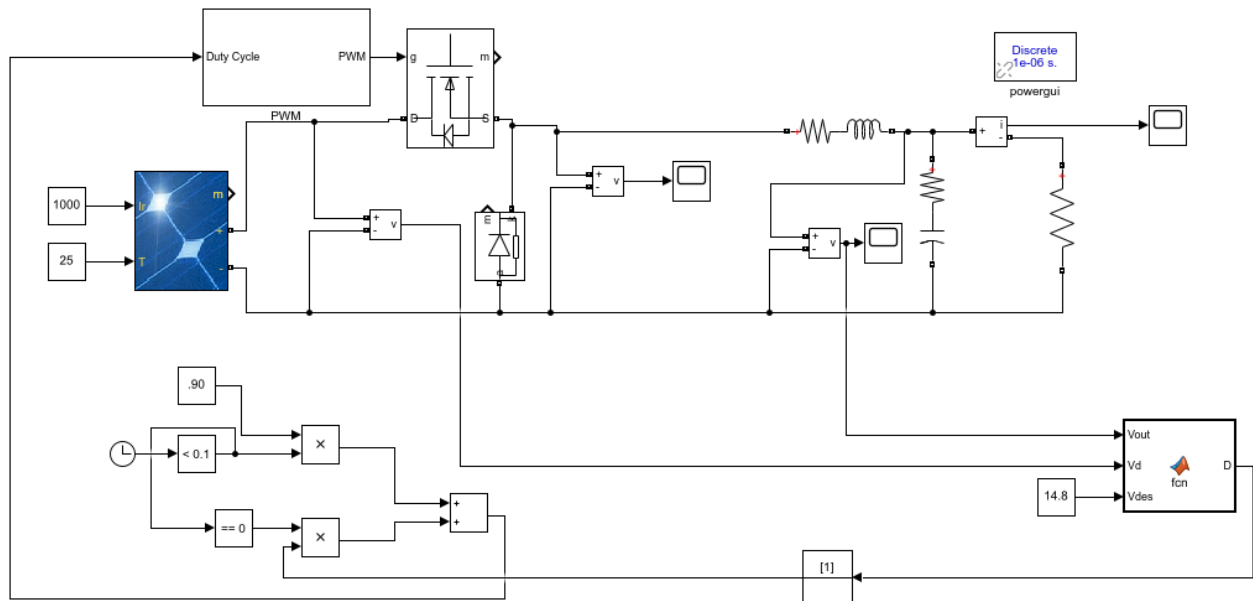 Duty Cycle
PWM
g
m
D
S
PWM
Discrete
1e-06 s.
powergui
+
i
-
1000
25
Ir
T
m
+
-
+
-
v
+
-
v
m
+
-
v
.90
< 0.1
×
== 0
×
+
+
Vout
Vd
Vdes
D
fcn
14.8
[1]